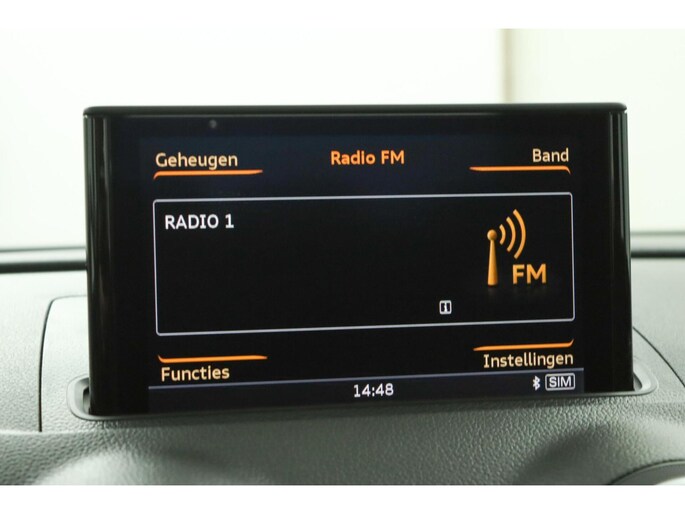 Geheugen
Radio FM
Band
RADIO 1
FM
i
Functies
Instellingen
14:48
SIM